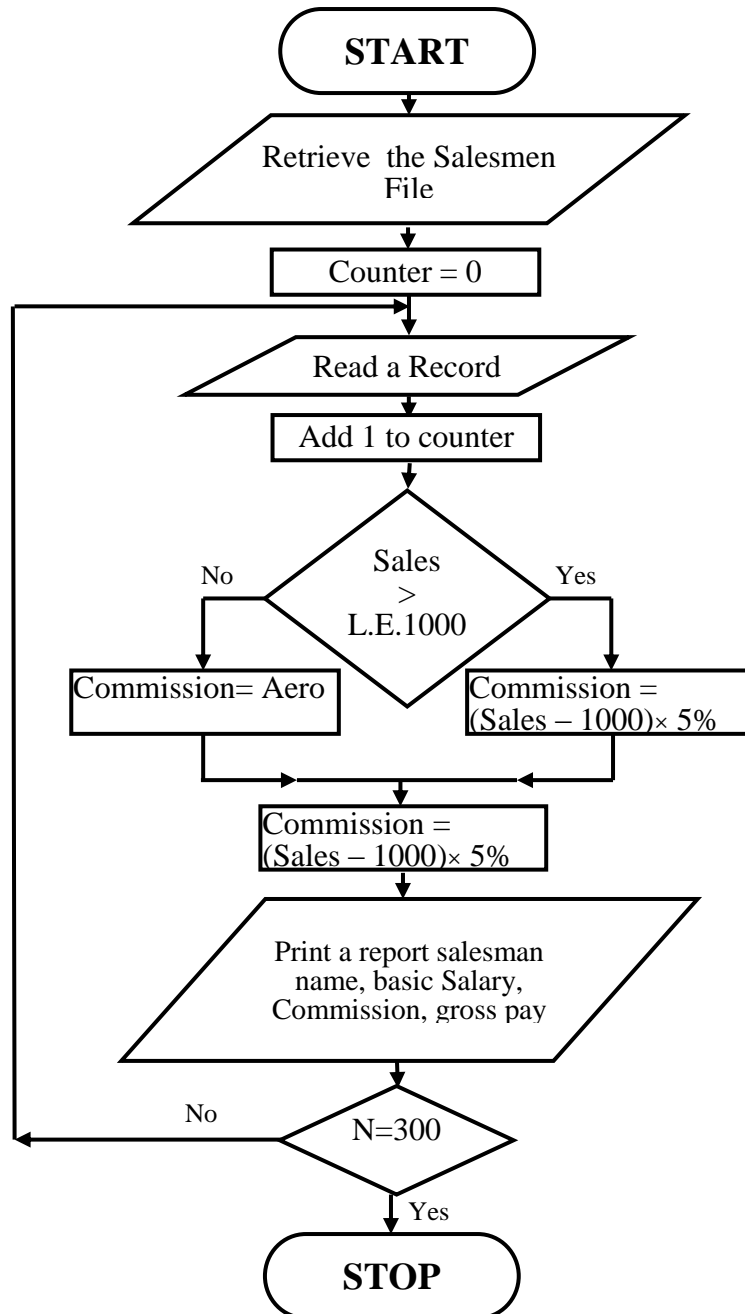 START
Retrieve the Salesmen
File
Counter = 0
Read a Record
Add 1 to counter
Sales
>
L.E.1000
No
Yes
Commission= Aero
Commission =
(Sales – 1000)× 5%
Commission =
(Sales – 1000)× 5%
Print a report salesman
name, basic Salary,
Commission, gross pay
N=300
No
Yes
STOP